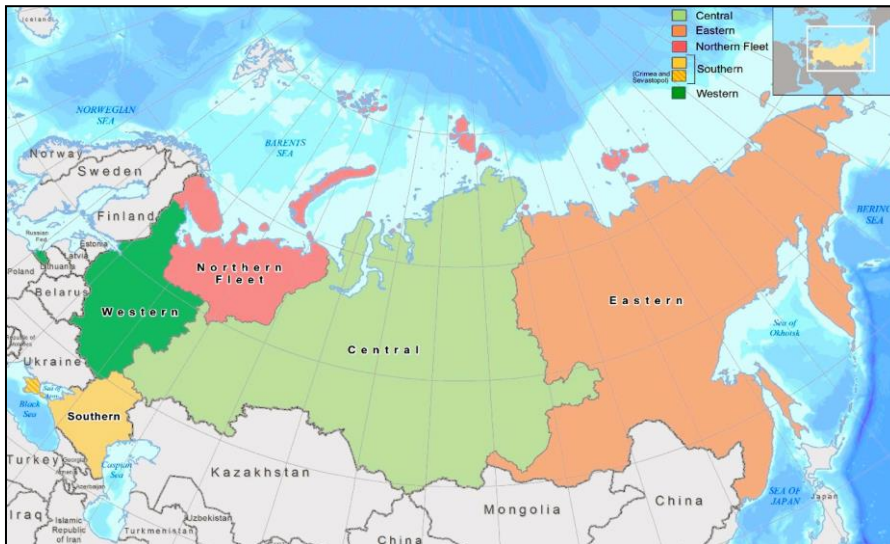 Iceland
Central
Eastern
Northern Fleet
Southern
(Crimea and
Sevastopol)
Western
NORWEGIAN
SEA
BARENTS
SEA
Norway
Sweden
Finland
BERING
SEA
Russian
Fed.
Estonia
Latvia
Lithuania
Poland
Belarus
Northern
Fleet
Western
Eastern
Central
Sea of
Okhotsk
Ukraine
Sea of
Black
Sea
Southern
Turkey
Georgia
Azerbaijan
Caspian
Sea
Kazakhstan
Mongolia
China
SEA OF
JAPAN
Japan
Iraq
Islamic
Republic
of Iran
Turkmenistan
Uzbekistan
China